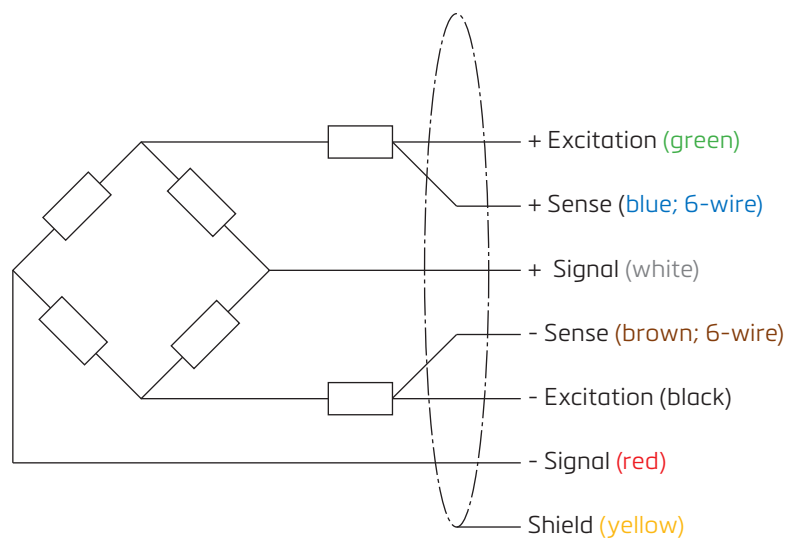 + Excitation (green)
+ Sense (blue; 6-wire)
+ Signal (white)
- Sense (brown; 6-wire)
- Excitation (black)
- Signal (red)
Shield (yellow)